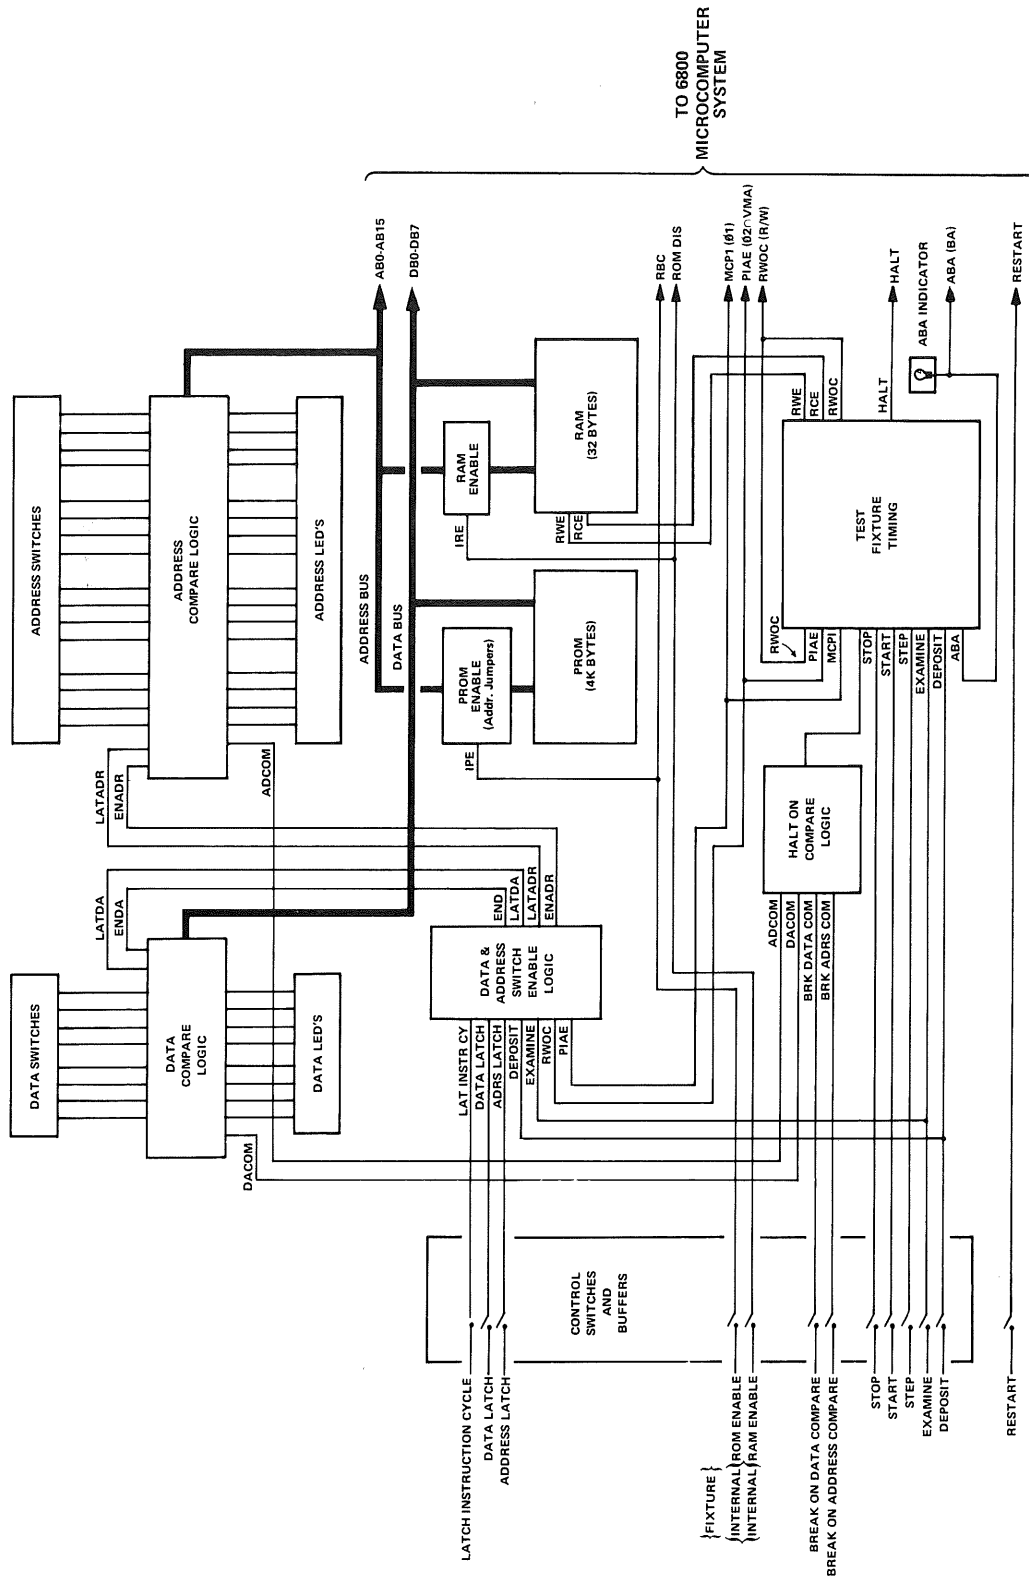 DATA SWITCHES
ADDRESS SWITCHES
DATA
COMPARE
LOGIC
ADDRESS
COMPARE LOGIC
LATDA
ENDA
LATADR
ENADR
DATA LED'S
ADDRESS LED'S
DACOM
ADCOM
ADDRESS BUS
DATA BUS
AB0-AB15
DB0-DB7
CONTROL
SWITCHES
AND
BUFFERS
LATCH INSTRUCTION CYCLE
DATA LATCH
ADDRESS LATCH
LAT INSTR CY
DATA LATCH
ADRS LATCH
DEPOSIT
EXAMINE
RWOC
PIAE
DATA &
ADDRESS
SWITCH
ENABLE
LOGIC
END
LATDA
LATADR
ENADR
IPE
PROM
ENABLE
(Addr. Jumpers)
PROM
(4K BYTES)
IRE
RAM
ENABLE
RWE
RCE
RAM
(32 BYTES)
TO 6800
MICROCOMPUTER
SYSTEM
RBC
ROM DIS
MCP1 (Ø1)
PIAE (Ø2∩VMA)
RWOC (R/W)
{FIXTURE}
{INTERNAL} {ROM ENABLE
{INTERNAL} {RAM ENABLE
BREAK ON DATA COMPARE
BREAK ON ADDRESS COMPARE
ADCOM
DACOM
BRK DATA COM
BRK ADRS COM
HALT ON
COMPARE
LOGIC
RWOC
PIAE
MCPI
STOP
START
STEP
EXAMINE
DEPOSIT
ABA
TEST
FIXTURE
TIMING
RWE
RCE
RWOC
HALT
HALT
ABA INDICATOR
ABA (BA)
STOP
START
STEP
EXAMINE
DEPOSIT
RESTART
RESTART